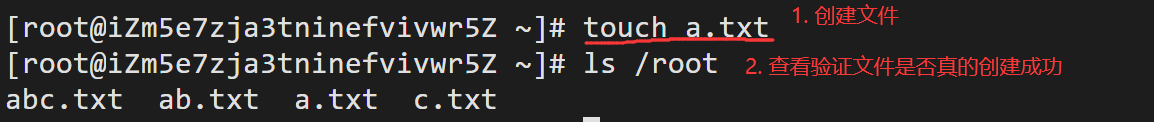 [root@iZm5e7zja3tninefvivwr5Z ~]# touch a.txt 1. 创建文件
[root@iZm5e7zja3tninefvivwr5Z ~]# ls /root 2. 查看验证文件是否真的创建成功
abc.txt  ab.txt  a.txt  c.txt